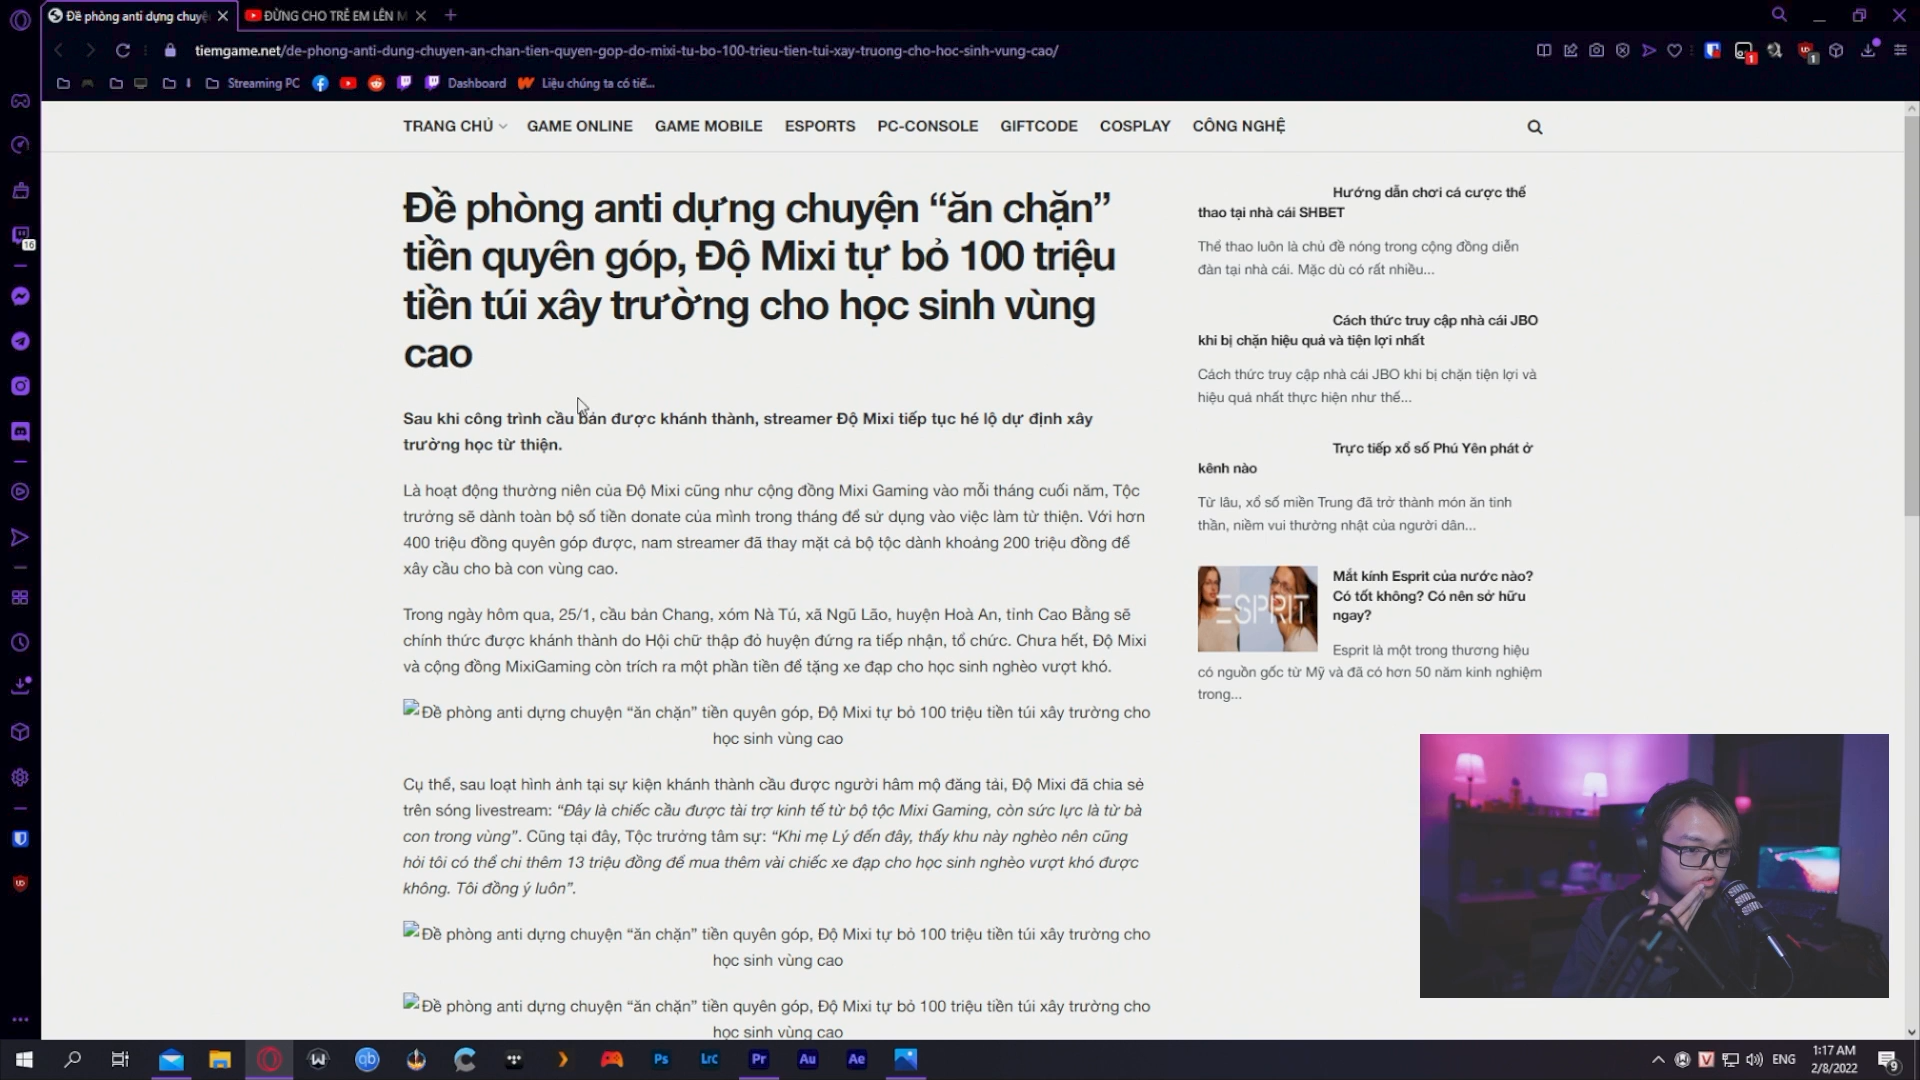 Đề phòng anti dựng chuyệ
ĐỪNG CHO TRẺ EM LÊN M
tiemgame.net/de-phong-anti-dung-chuyen-an-chan-tien-quyen-gop-do-mixi-tu-bo-100-trieu-tien-tui-xay-truong-cho-hoc-sinh-vung-cao/
Streaming PC
Dashboard
Liệu chúng ta có tiế...
TRANG CHỦ GAME ONLINE GAME MOBILE ESPORTS PC-CONSOLE GIFTCODE COSPLAY CÔNG NGHỆ
Đề phòng anti dựng chuyện “ăn chặn”
tiền quyên góp, Độ Mixi tự bỏ 100 triệu
tiền túi xây trường cho học sinh vùng
cao
Sau khi công trình cầu bản được khánh thành, streamer Độ Mixi tiếp tục hé lộ dự định xây
trường học từ thiện.
Là hoạt động thường niên của Độ Mixi cũng như cộng đồng Mixi Gaming vào mỗi tháng cuối năm, Tộc
trưởng sẽ dành toàn bộ số tiền donate của mình trong tháng để sử dụng vào việc làm từ thiện. Với hơn
400 triệu đồng quyên góp được, nam streamer đã thay mặt cả bộ tộc dành khoảng 200 triệu đồng để
xây cầu cho bà con vùng cao.
Trong ngày hôm qua, 25/1, cầu bản Chang, xóm Nà Tú, xã Ngũ Lão, huyện Hoà An, tỉnh Cao Bằng sẽ
chính thức được khánh thành do Hội chữ thập đỏ huyện đứng ra tiếp nhận, tổ chức. Chưa hết, Độ Mixi
và cộng đồng MixiGaming còn trích ra một phần tiền để tặng xe đạp cho học sinh nghèo vượt khó.
Đề phòng anti dựng chuyện “ăn chặn” tiền quyên góp, Độ Mixi tự bỏ 100 triệu tiền túi xây trường cho
học sinh vùng cao
Cụ thể, sau loạt hình ảnh tại sự kiện khánh thành cầu được người hâm mộ đăng tải, Độ Mixi đã chia sẻ
trên sóng livestream: “Đây là chiếc cầu được tài trợ kinh tế từ bộ tộc Mixi Gaming, còn sức lực là từ bà
con trong vùng”. Cũng tại đây, Tộc trưởng tâm sự: “Khi mẹ Lý đến đây, thấy khu này nghèo nên cũng
hỏi tôi có thể chi thêm 13 triệu đồng để mua thêm vài chiếc xe đạp cho học sinh nghèo vượt khó được
không. Tôi đồng ý luôn”.
Đề phòng anti dựng chuyện “ăn chặn” tiền quyên góp, Độ Mixi tự bỏ 100 triệu tiền túi xây trường cho
học sinh vùng cao
Đề phòng anti dựng chuyện “ăn chặn” tiền quyên góp, Độ Mixi tự bỏ 100 triệu tiền túi xây trường cho
học sinh vùng cao
Hướng dẫn chơi cá cược thể
thao tại nhà cái SHBET
Thể thao luôn là chủ đề nóng trong cộng đồng diễn
đàn tại nhà cái. Mặc dù có rất nhiều...
Cách thức truy cập nhà cái JBO
khi bị chặn hiệu quả và tiện lợi nhất
Cách thức truy cập nhà cái JBO khi bị chặn tiện lợi và
hiệu quả nhất thực hiện như thế...
Trực tiếp xổ số Phú Yên phát ở
kênh nào
Từ lâu, xổ số miền Trung đã trở thành món ăn tinh
thần, niềm vui thường nhật của người dân...
ESPRIT
Mắt kính Esprit của nước nào?
Có tốt không? Có nên sở hữu
ngay?
Esprit là một trong thương hiệu
có nguồn gốc từ Mỹ và đã có hơn 50 năm kinh nghiệm
trong...
16
1
1
Ps
Lrc
Pr
Au
Ae
V
ENG
1:17 AM
2/8/2022
9